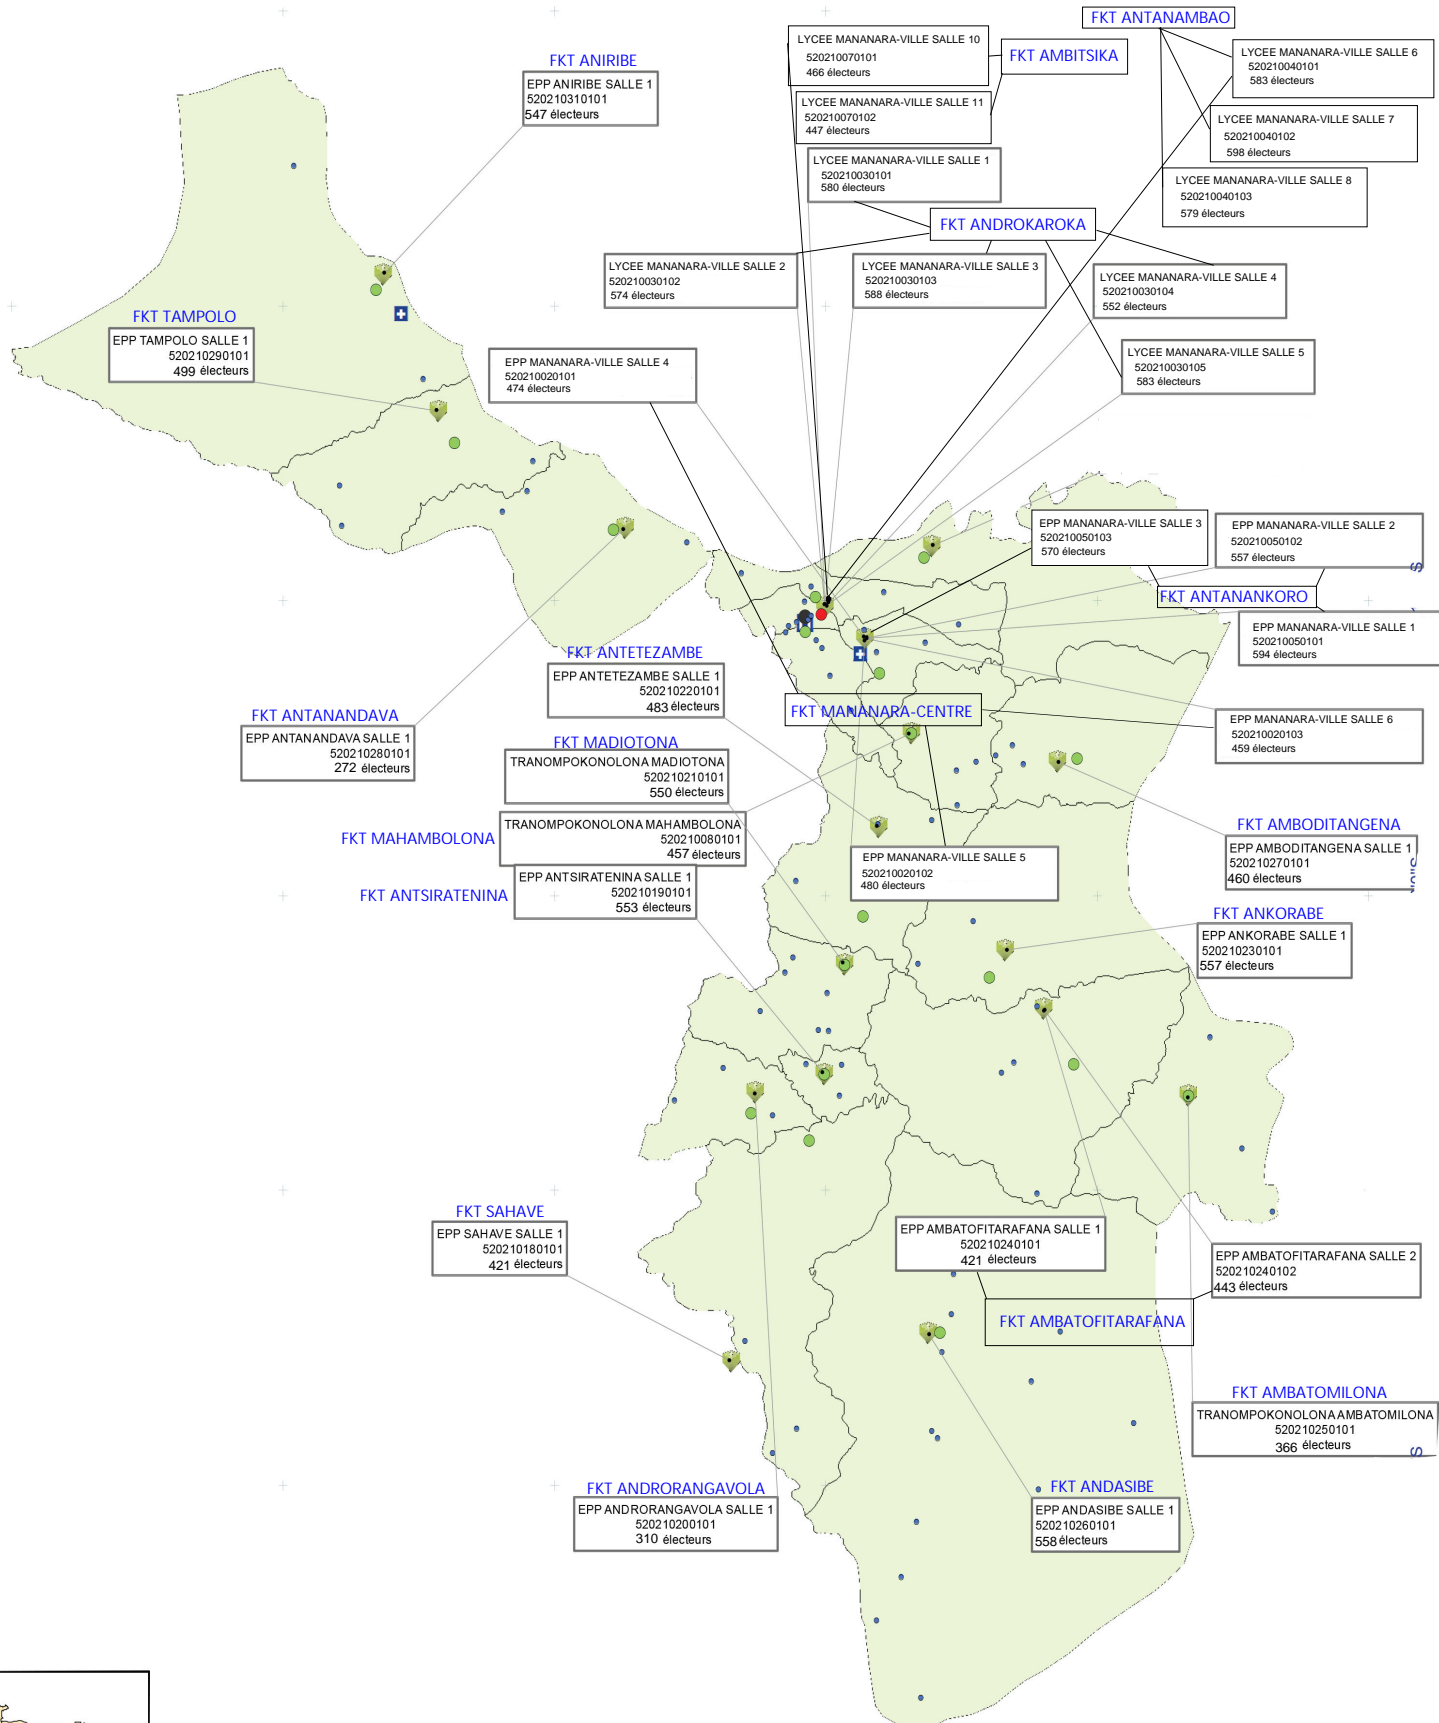 FKT ANTANAMBAO
LYCEE MANANARA-VILLE SALLE 10
520210070101
466 électeurs
FKT AMBITSIKA
LYCEE MANANARA-VILLE SALLE 6
520210040101
583 électeurs
FKT ANIRIBE
EPP ANIRIBE SALLE 1
520210310101
547 électeurs
LYCEE MANANARA-VILLE SALLE 11
520210070102
447 électeurs
LYCEE MANANARA-VILLE SALLE 7
520210040102
598 électeurs
LYCEE MANANARA-VILLE SALLE 1
520210030101
580 électeurs
LYCEE MANANARA-VILLE SALLE 8
520210040103
579 électeurs
FKT ANDROKAROKA
LYCEE MANANARA-VILLE SALLE 2
520210030102
574 électeurs
LYCEE MANANARA-VILLE SALLE 3
520210030103
588 électeurs
LYCEE MANANARA-VILLE SALLE 4
520210030104
552 électeurs
FKT TAMPOLO
EPP TAMPOLO SALLE 1
520210290101
499 électeurs
EPP MANANARA-VILLE SALLE 4
520210020101
474 électeurs
LYCEE MANANARA-VILLE SALLE 5
520210030105
583 électeurs
EPP MANANARA-VILLE SALLE 3
520210050103
570 électeurs
EPP MANANARA-VILLE SALLE 2
520210050102
557 électeurs
FKT ANTANANKORO
EPP MANANARA-VILLE SALLE 1
520210050101
594 électeurs
FKT ANTETEZAMBE
EPP ANTETEZAMBE SALLE 1
520210220101
483 électeurs
FKT MANANARA-CENTRE
EPP MANANARA-VILLE SALLE 6
520210020103
459 électeurs
FKT ANTANANDAVA
EPP ANTANANDAVA SALLE 1
520210280101
272 électeurs
FKT MADIOTONA
TRANOMPOKONOLONA MADIOTONA
520210210101
550 électeurs
FKT MAHAMBOLONA
TRANOMPOKONOLONA MAHAMBOLONA
520210080101
457 électeurs
FKT AMBODITANGENA
EPP AMBODITANGENA SALLE 1
520210270101
460 électeurs
EPP MANANARA-VILLE SALLE 5
520210020102
480 électeurs
FKT ANTSIRATENINA
EPP ANTSIRATENINA SALLE 1
520210190101
553 électeurs
FKT ANKORABE
EPP ANKORABE SALLE 1
520210230101
557 électeurs
FKT SAHAVE
EPP SAHAVE SALLE 1
520210180101
421 électeurs
EPP AMBATOFITARAFANA SALLE 1
520210240101
421 électeurs
EPP AMBATOFITARAFANA SALLE 2
520210240102
443 électeurs
FKT AMBATOFITARAFANA
FKT AMBATOMILONA
TRANOMPOKONOLONA AMBATOMILONA
520210250101
366 électeurs
FKT ANDRORANGAVOLA
EPP ANDRORANGAVOLA SALLE 1
520210200101
310 électeurs
FKT ANDASIBE
EPP ANDASIBE SALLE 1
520210260101
558 électeurs